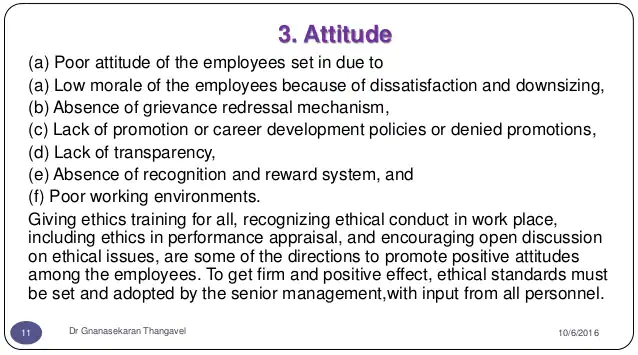 3. Attitude
(a) Poor attitude of the employees set in due to
(a) Low morale of the employees because of dissatisfaction and downsizing,
(b) Absence of grievance redressal mechanism,
(c) Lack of promotion or career development policies or denied promotions,
(d) Lack of transparency,
(e) Absence of recognition and reward system, and
(f) Poor working environments.
Giving ethics training for all, recognizing ethical conduct in work place,
including ethics in performance appraisal, and encouraging open discussion
on ethical issues, are some of the directions to promote positive attitudes
among the employees. To get firm and positive effect, ethical standards must
be set and adopted by the senior management,with input from all personnel.
11 Dr Gnanasekaran Thangavel 10/6/2016